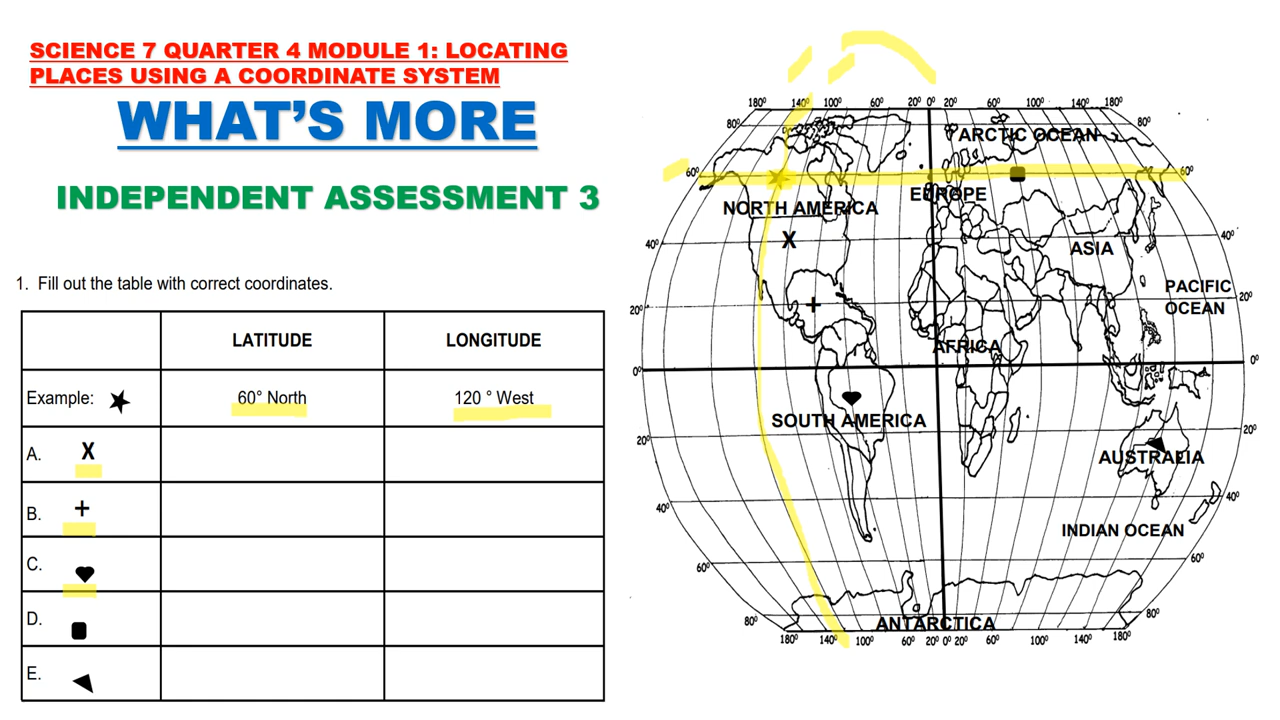 SCIENCE 7 QUARTER 4 MODULE 1: LOCATING
PLACES USING A COORDINATE SYSTEM
WHAT'S MORE
INDEPENDENT ASSESSMENT 3
1. Fill out the table with correct coordinates.
LATITUDE
LONGITUDE
Example:
60° North
120 ° West
A. X
B. +
C.
D.
E.
180° 140° 100° 60° 20° 0° 20° 60° 100° 140° 180°
80° 80°
ARCTIC OCEAN
60° 60°
EUROPE
NORTH AMERICA
X
40° 40°
ASIA
PACIFIC
OCEAN
20° 20°
+
AFRICA
0° 0°
SOUTH AMERICA
20° 20°
AUSTRALIA
40° 40°
INDIAN OCEAN
60° 60°
80° 80°
ANTARCTICA
180° 140° 100° 60° 20° 0° 20° 60° 100° 140° 180°